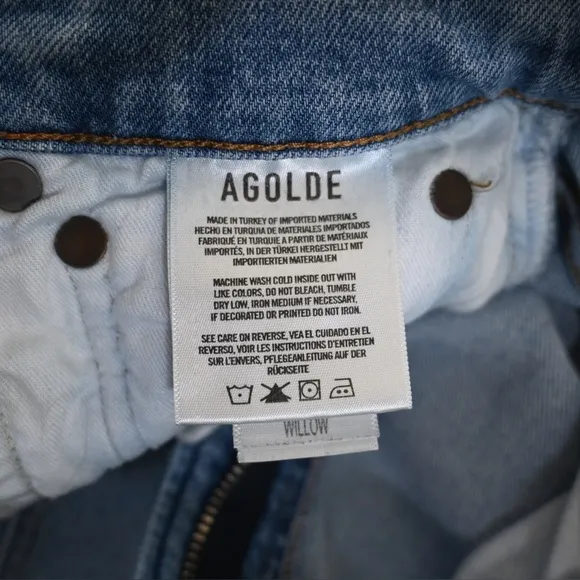 AGOLDE
MADE IN TURKEY OF IMPORTED MATERIALS
HECHO EN TURQUIA DE MATERIALES IMPORTADOS
FABRIQUÉ EN TURQUIE A PARTIR DE MATÉRIAUX
IMPORTÉS, IN DER TÜRKEI HERGESTELLT MIT
IMPORTIERTEN MATERIALIEN
MACHINE WASH COLD INSIDE OUT WITH
LIKE COLORS, DO NOT BLEACH, TUMBLE
DRY LOW, IRON MEDIUM IF NECESSARY,
IF DECORATED OR PRINTED DO NOT IRON.
SEE CARE ON REVERSE, VEA EL CUIDADO EN EL
REVERSO, VOIR LES INSTRUCTIONS D'ENTRETIEN
SUR L'ENVERS, PFLEGEANLEITUNG AUF DER
RÜCKSEITE
WILLOW